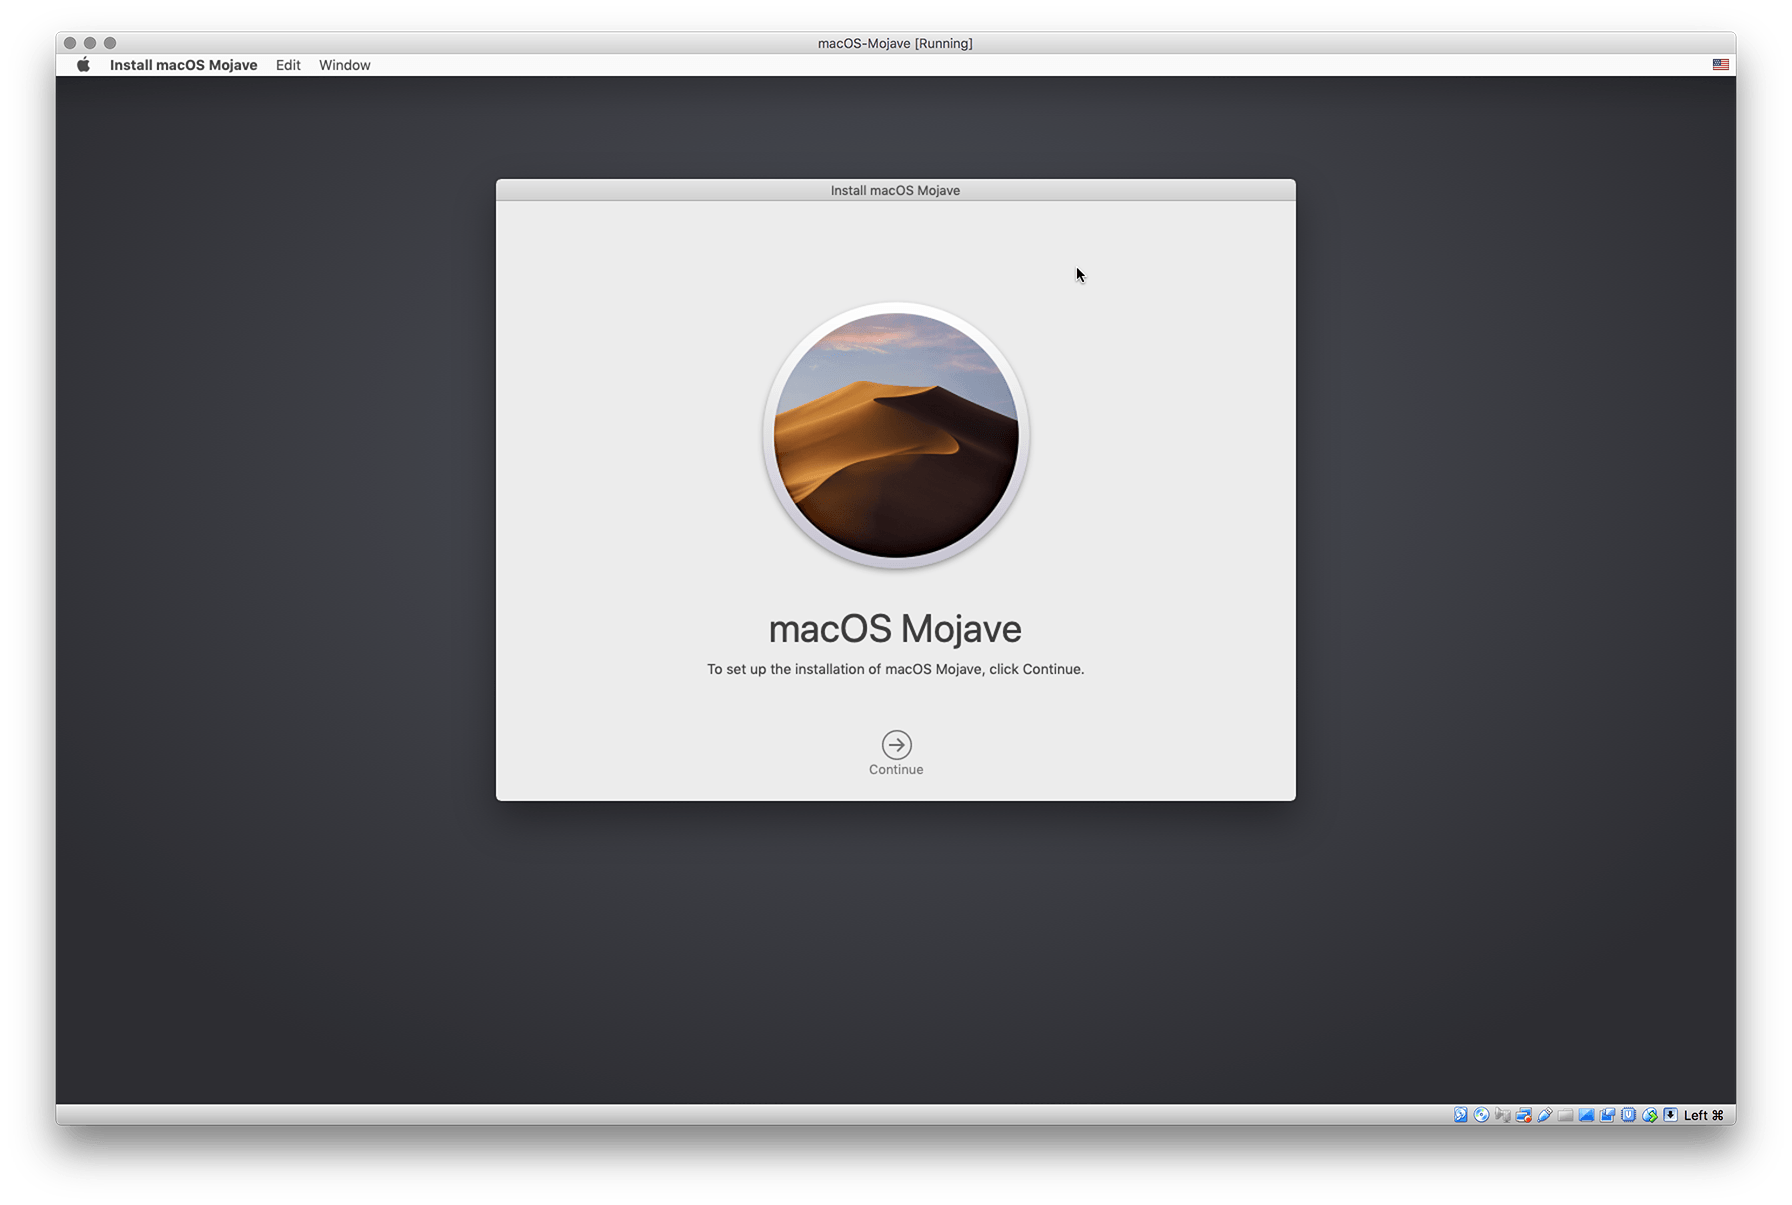 macOS-Mojave [Running]
Install macOS Mojave Edit Window
Install macOS Mojave
macOS Mojave
To set up the installation of macOS Mojave, click Continue.
Continue
Left ⌘